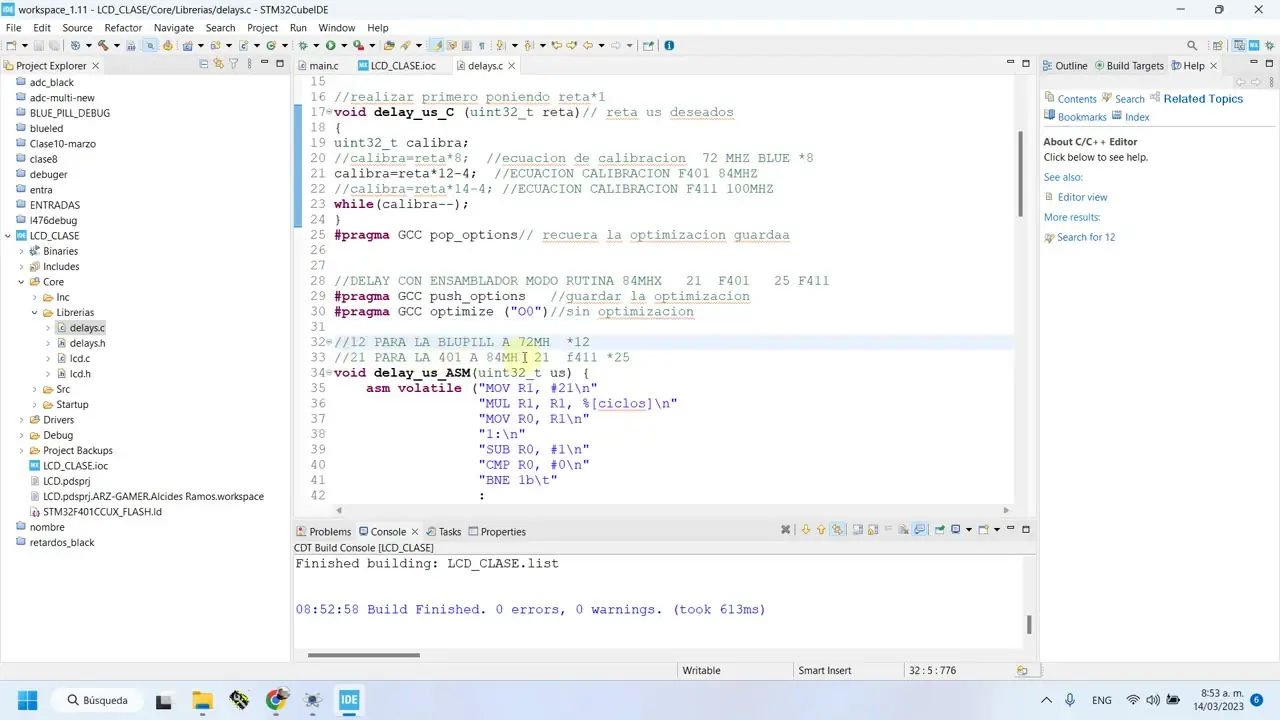 workspace_1.11 - LCD_CLASE/Core/Librerias/delays.c - STM32CubeIDE
File Edit Source Refactor Navigate Search Project Run Window Help
Project Explorer
adc_black
adc-multi-new
BLUE_PILL_DEBUG
blueled
Clase10-marzo
clase8
debuger
entra
ENTRADAS
l476debug
LCD_CLASE
Binaries
Includes
Core
Inc
Librerias
delays.c
delays.h
lcd.c
lcd.h
Src
Startup
Drivers
Debug
Project Backups
LCD_CLASE.ioc
LCD.pdsprj
LCD.pdsprj.ARZ-GAMER.Alcides Ramos.workspace
STM32F401CCUX_FLASH.ld
nombre
retardos_black
main.c LCD_CLASE.ioc delays.c
15
16 //realizar primero poniendo reta*1
17 void delay_us_C (uint32_t reta)// reta us deseados
18 {
19 uint32_t calibra;
20 //calibra=reta*8; //ecuacion de calibracion 72 MHZ BLUE *8
21 calibra=reta*12-4; //ECUACION CALIBRACION F401 84MHZ
22 //calibra=reta*14-4; //ECUACION CALIBRACION F411 100MHZ
23 while(calibra--);
24 }
25 #pragma GCC pop_options// recuera la optimizacion guardaa
26
27
28 //DELAY CON ENSAMBLADOR MODO RUTINA 84MHX 21 F401 25 F411
29 #pragma GCC push_options //guardar la optimizacion
30 #pragma GCC optimize ("O0")//sin optimizacion
31
32 //12 PARA LA BLUPILL A 72MH *12
33 //21 PARA LA 401 A 84MH 21 f411 *25
34 void delay_us_ASM(uint32_t us) {
35 asm volatile ("MOV R1, #21\n"
36 "MUL R1, R1, %[ciclos]\n"
37 "MOV R0, R1\n"
38 "1:\n"
39 "SUB R0, #1\n"
40 "CMP R0, #0\n"
41 "BNE 1b\t"
42 :
Problems Console Tasks Properties
CDT Build Console [LCD_CLASE]
Finished building: LCD_CLASE.list
08:52:58 Build Finished. 0 errors, 0 warnings. (took 613ms)
Outline Build Targets Help
Contents Search Related Topics
Bookmarks Index
About C/C++ Editor
Click below to see help.
See also:
Editor view
More results:
Search for 12
Writable Smart Insert 32 : 5 : 776
Búsqueda
IDE
ENG
8:53 a. m.
14/03/2023
6